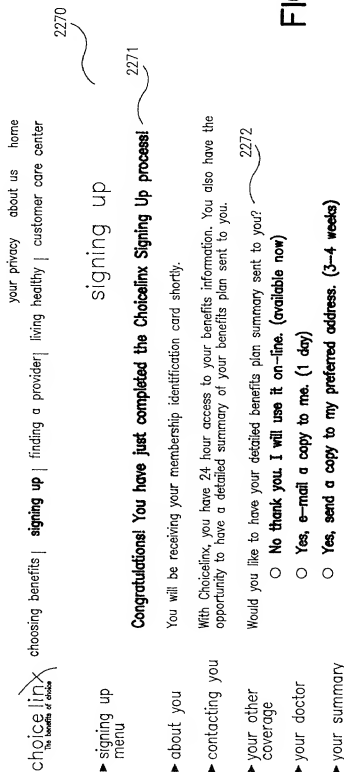 your privacy about us home
choice linx
The benefits of choice
choosing benefits | signing up | finding a provider | living healthy | customer care center
2270
signing up
▶ signing up
menu
▶ about you
▶ contacting you
▶ your other
coverage
▶ your doctor
▶ your summary
2271
Congratulations! You have just completed the Choicelinx Signing Up process!
You will be receiving your membership identification card shortly.
With Choicelinx, you have 24 hour access to your benefits information. You also have the
opportunity to have a detailed summary of your benefits plan sent to you.
2272
Would you like to have your detailed benefits plan summary sent to you?
○ No thank you. I will use it on-line. (available now)
○ Yes, e-mail a copy to me. (1 day)
○ Yes, send a copy to my preferred address. (3-4 weeks)